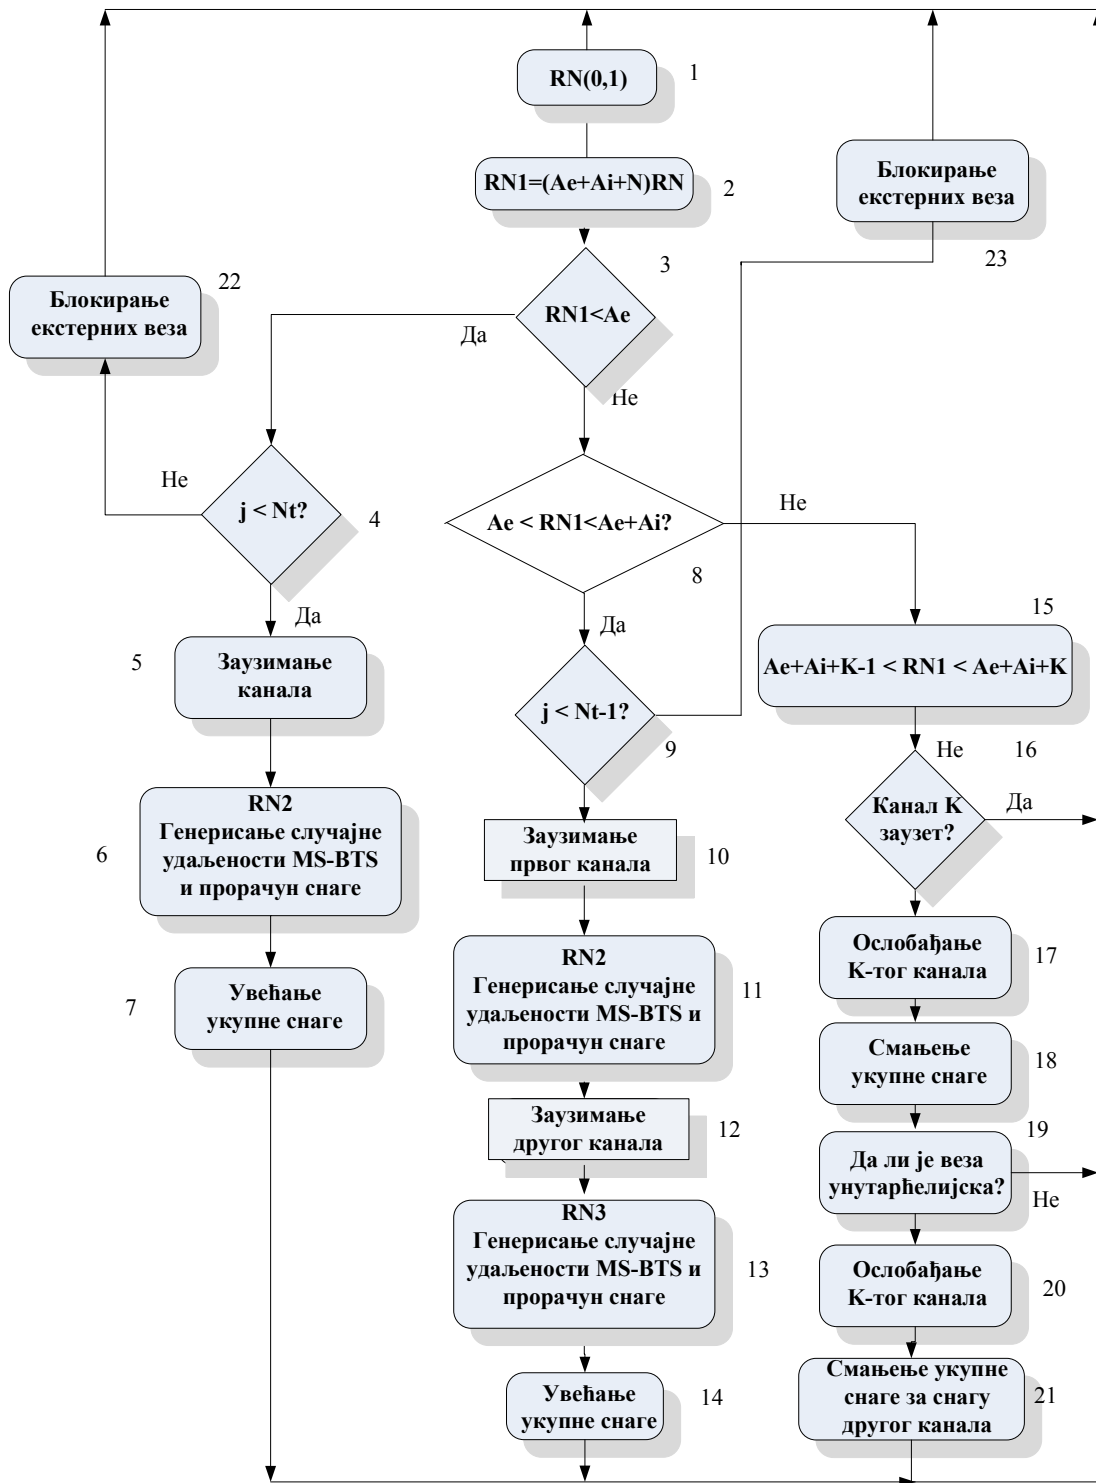 RN(0,1)
1
RN1=(Ae+Ai+N)RN
2
3
RN1<Ae
Да
Не
Блокирање
екстерних веза
22
Блокирање
екстерних веза
23
Не
j < Nt?
4
Да
Ae < RN1<Ae+Ai?
8
Не
Да
5
Заузимање
канала
RN2
Генерисање случајне
удаљености MS-BTS
и прорачун снаге
6
Увећање
укупне снаге
7
j < Nt-1?
9
Заузимање
првог канала
10
RN2
Генерисање случајне
удаљености MS-BTS и
прорачун снаге
11
Заузимање
другог канала
12
RN3
Генерисање случајне
удаљености MS-BTS и
прорачун снаге
13
Увећање
укупне снаге
14
15
Ae+Ai+K-1 < RN1 < Ae+Ai+K
Не
16
Канал K
заузет?
Да
Ослобађање
K-тог канала
17
Смањење
укупне снаге
18
19
Да ли је веза
унутарћелијска?
Не
Ослобађање
K-тог канала
20
Смањење укупне
снаге за снагу
другог канала
21